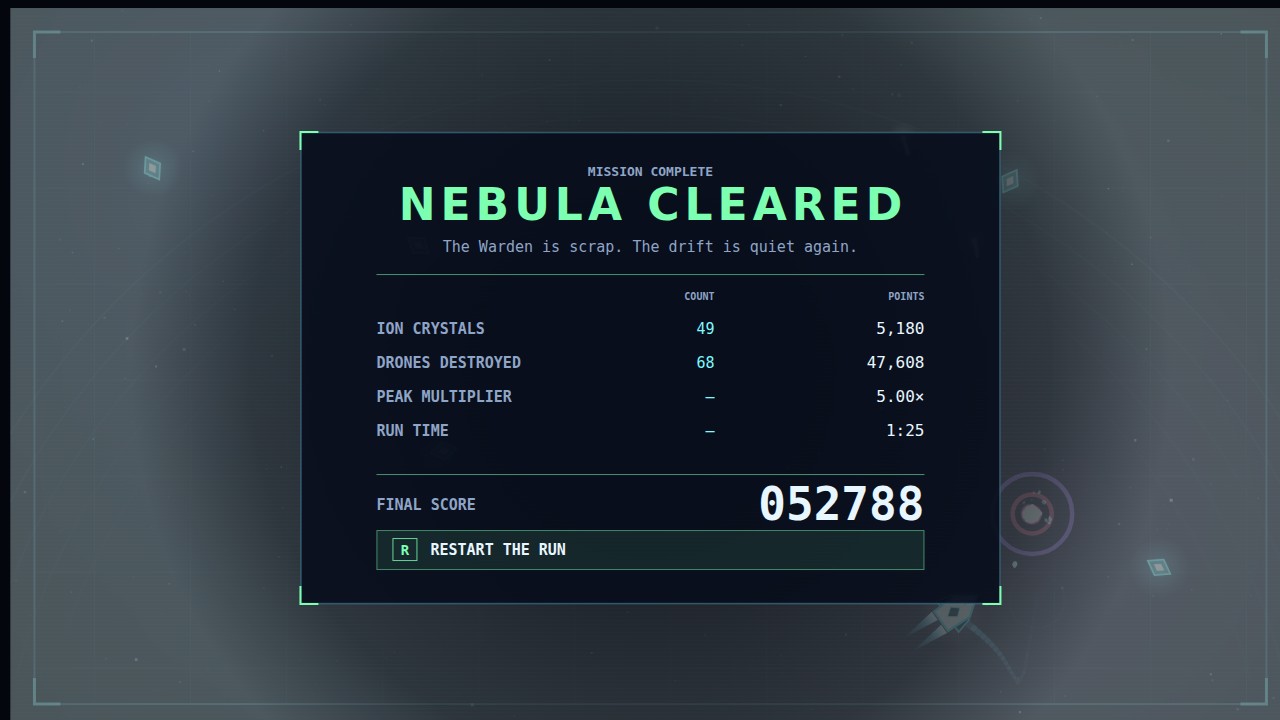 MISSION COMPLETE
NEBULA CLEARED
The Warden is scrap. The drift is quiet again.
COUNT POINTS
ION CRYSTALS 49 5,180
DRONES DESTROYED 68 47,608
PEAK MULTIPLIER — 5.00×
RUN TIME — 1:25
FINAL SCORE 052788
R RESTART THE RUN